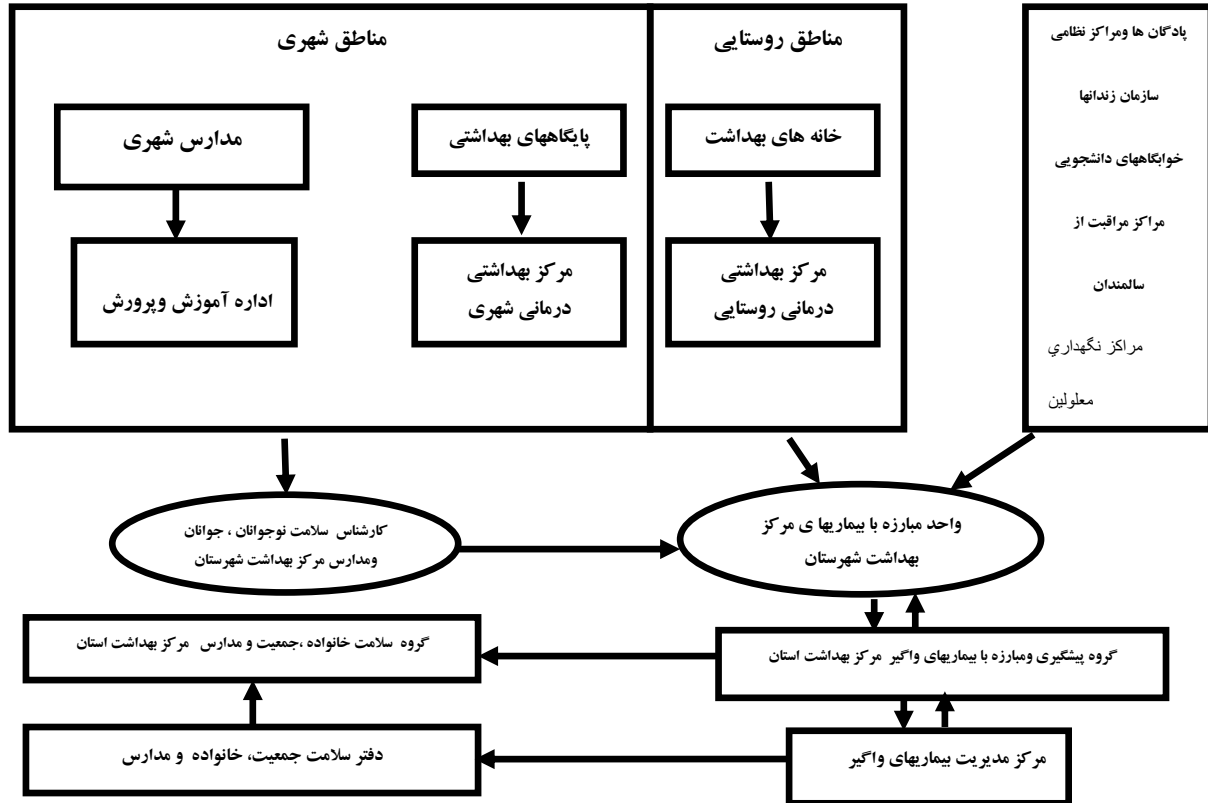 پادگان ها ومراکز نظامی
سازمان زندانها
خوابگاههای دانشجویی
مراکز مراقبت از
سالمندان
مراكز نگهداري
معلولين
مناطق روستایی
خانه های بهداشت
مرکز بهداشتی
درمانی روستایی
مناطق شهری
پایگاههای بهداشتی
مرکز بهداشتی
درمانی شهری
مدارس شهری
اداره آموزش وپرورش
واحد مبارزه با بیماریها ی مرکز
بهداشت شهرستان
کارشناس سلامت نوجوانان ، جوانان
ومدارس مرکز بهداشت شهرستان
گروه پیشگیری ومبارزه با بیماریهای واگیر مرکز بهداشت استان
گروه سلامت خانواده ،جمعیت و مدارس مرکز بهداشت استان
مرکز مدیریت بیماریهای واگیر
دفتر سلامت جمعیت، خانواده و مدارس